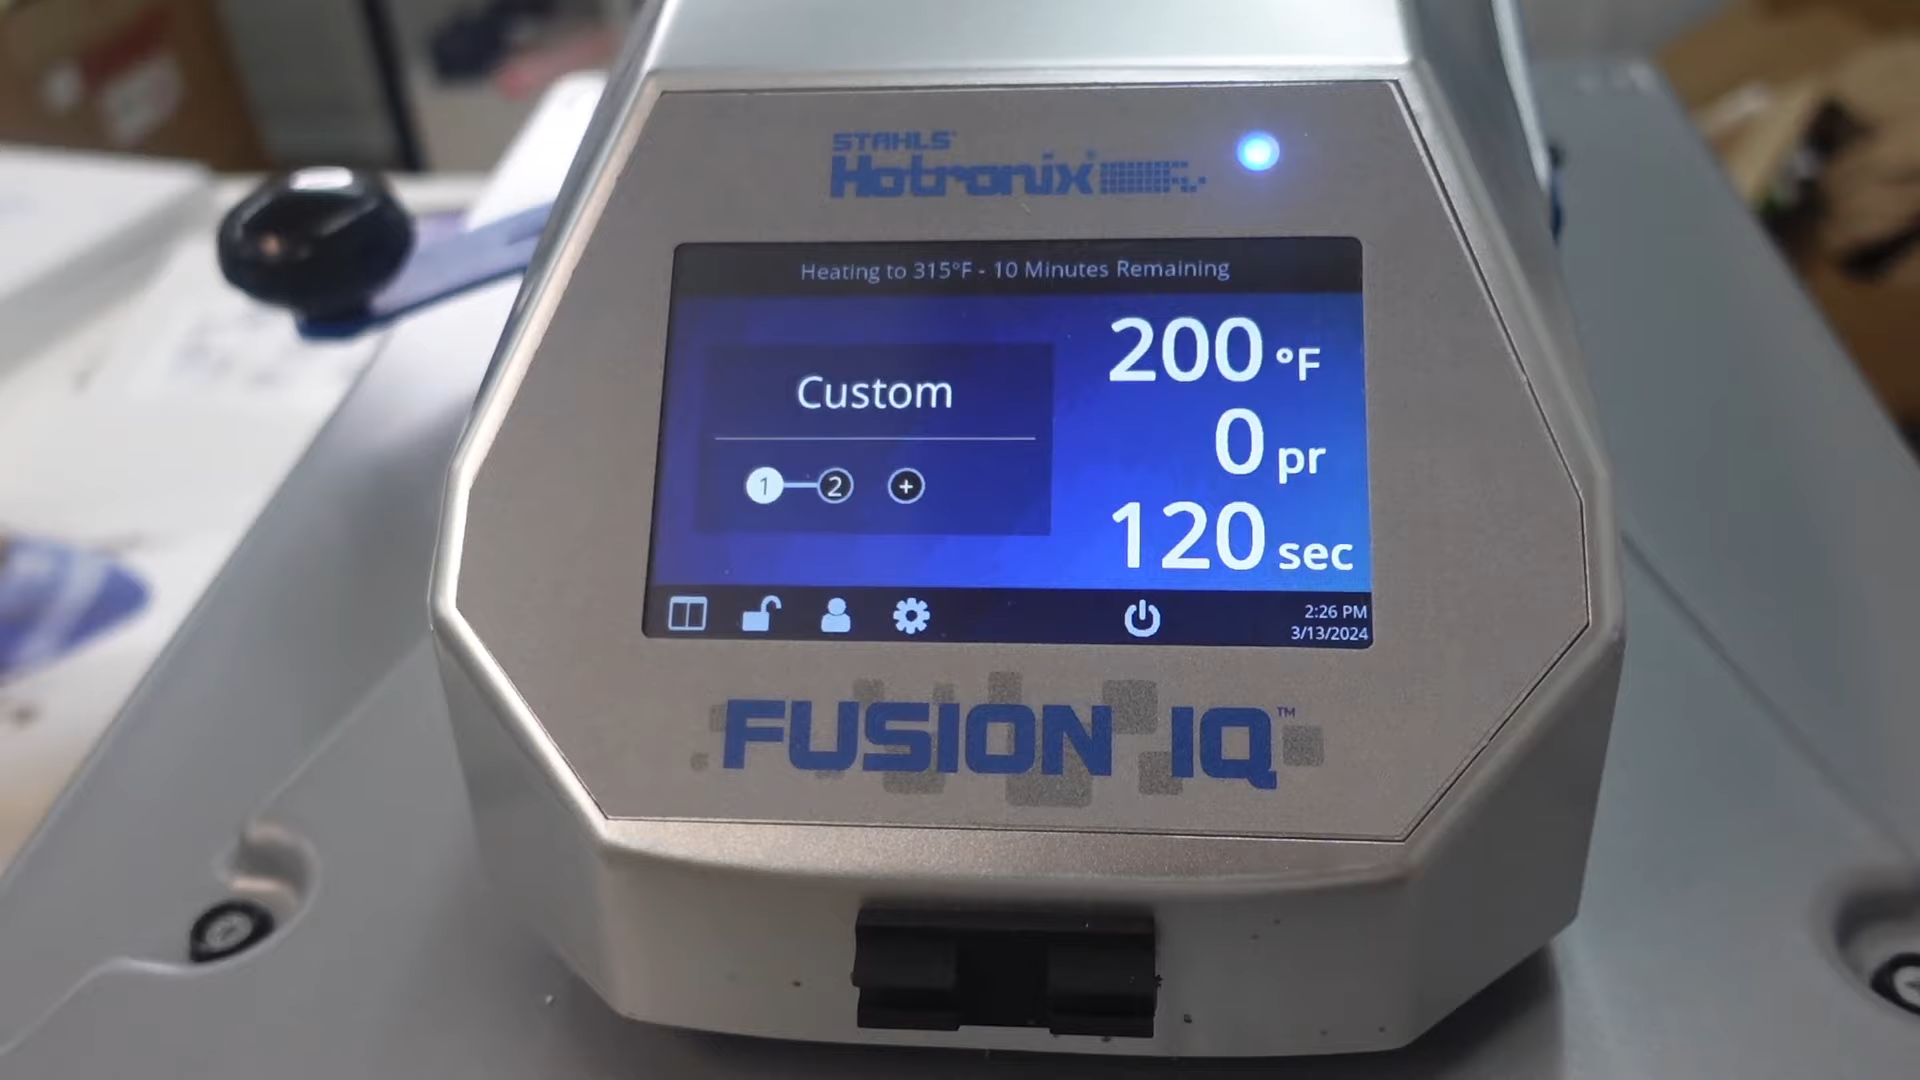 STAHLS'
Hotronix®
Heating to 315°F - 10 Minutes Remaining
200 °F
Custom
0 pr
1 2 +
120 sec
2:26 PM
3/13/2024
FUSION IQ™